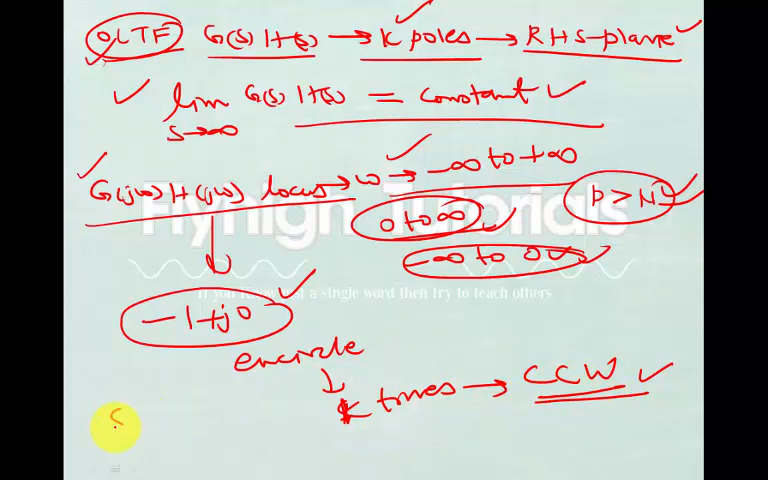 OLTF G(s) H(s) → K poles → RHS-plane
lim G(s) H(s) = constant
s→∞
G(jω) H(jω) locus → ω → -∞ to +∞
0 to ∞
P > N
-∞ to 0
Flyhigh Tutorials
If you know just a single word then try to teach others
-1+j0
encircle
K times → CCW